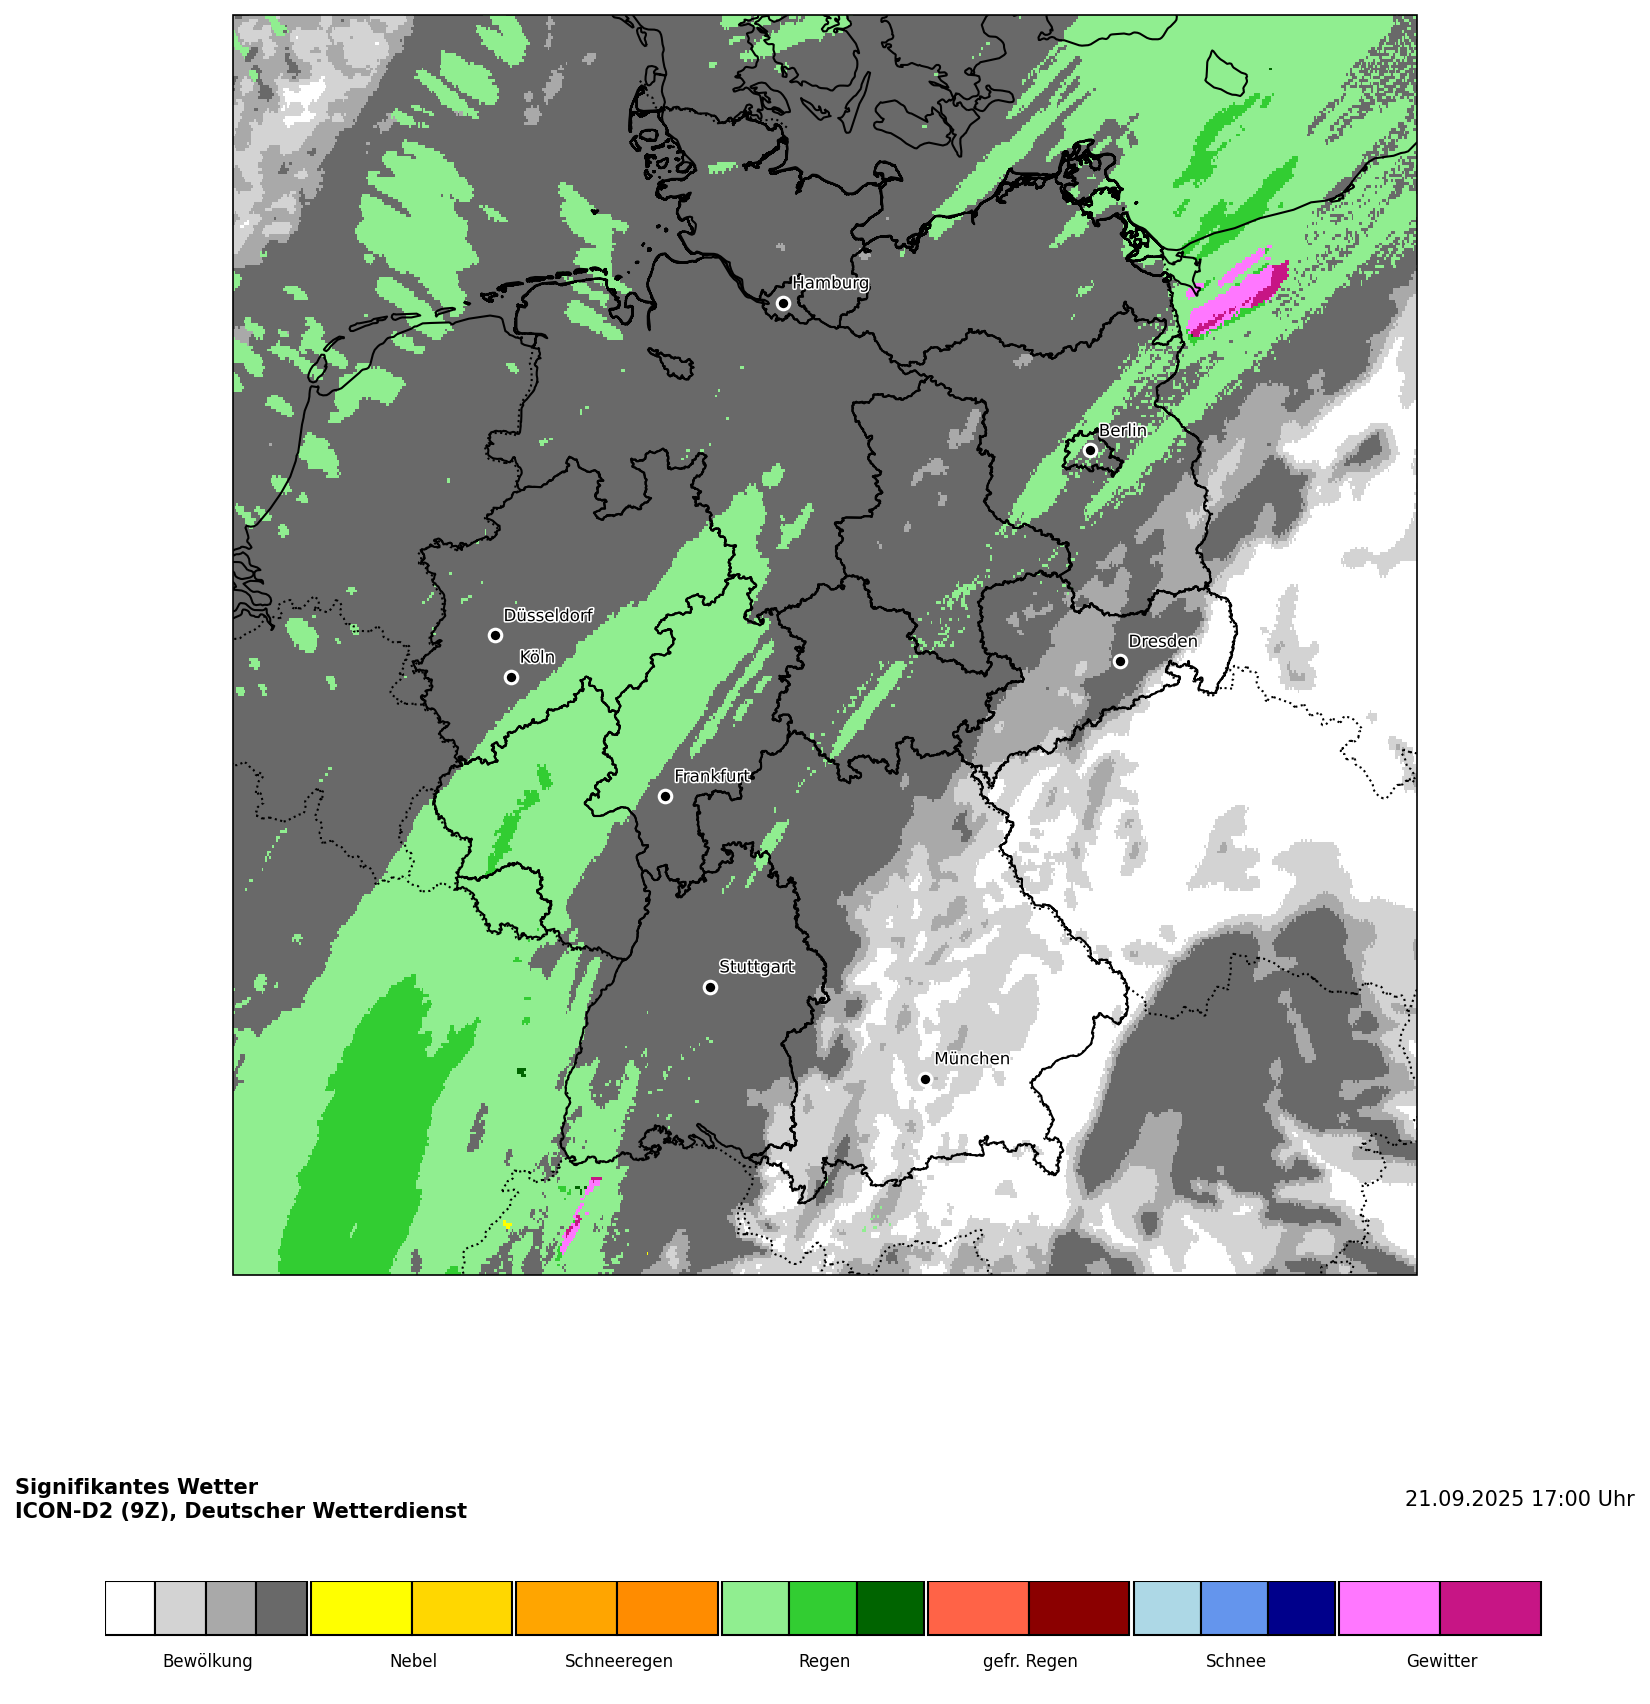 Hamburg
Berlin
Düsseldorf
Köln
Dresden
Frankfurt
Stuttgart
München
Signifikantes Wetter
ICON-D2 (9Z), Deutscher Wetterdienst
21.09.2025 17:00 Uhr
Bewölkung Nebel Schneeregen Regen gefr. Regen Schnee Gewitter